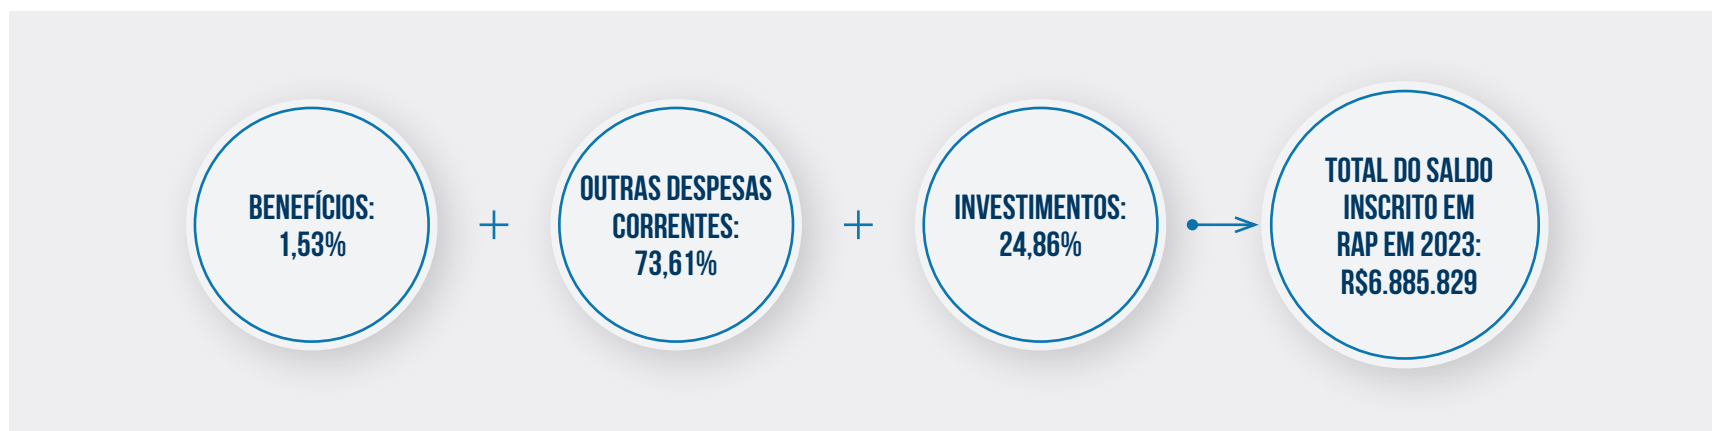 BENEFÍCIOS:
1,53%
+
OUTRAS DESPESAS
CORRENTES:
73,61%
+
INVESTIMENTOS:
24,86%
TOTAL DO SALDO
INSCRITO EM
RAP EM 2023:
R$6.885.829